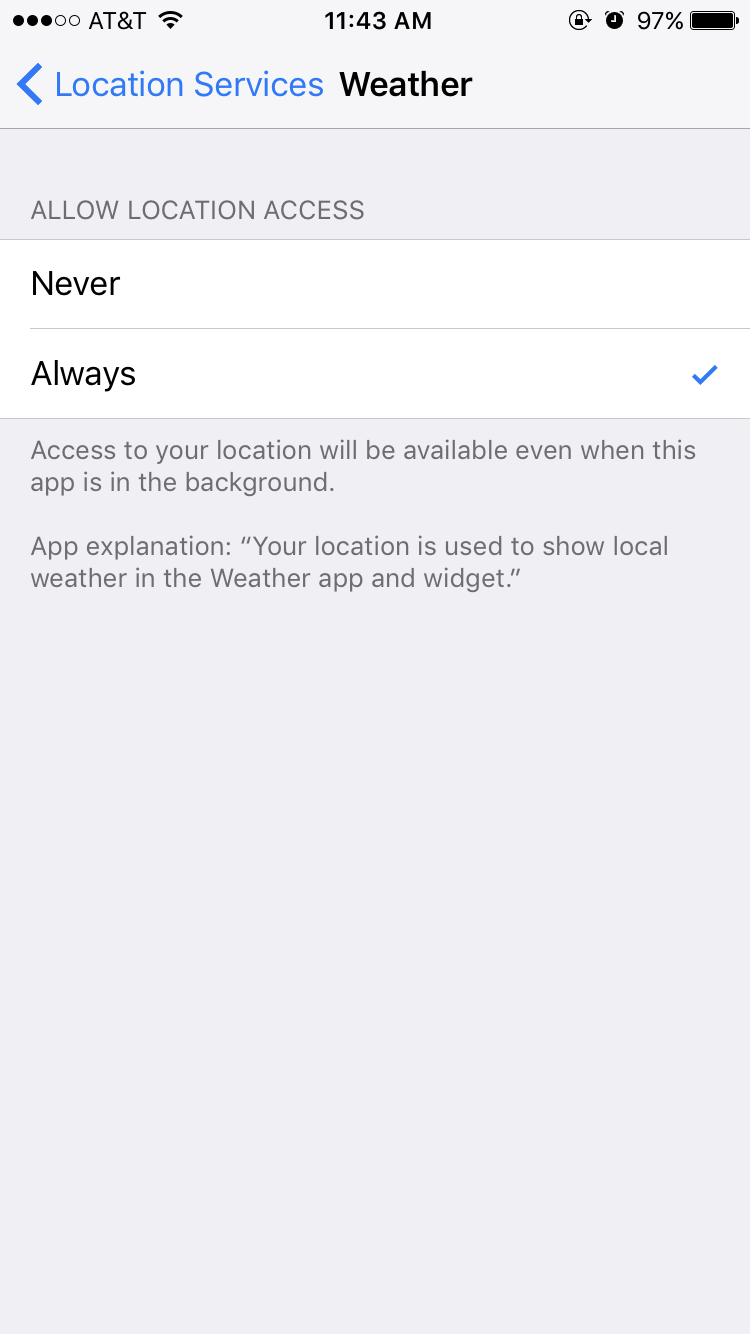 AT&T 11:43 AM 97%
Location Services Weather
ALLOW LOCATION ACCESS
Never
Always
Access to your location will be available even when this
app is in the background.
App explanation: “Your location is used to show local
weather in the Weather app and widget.”